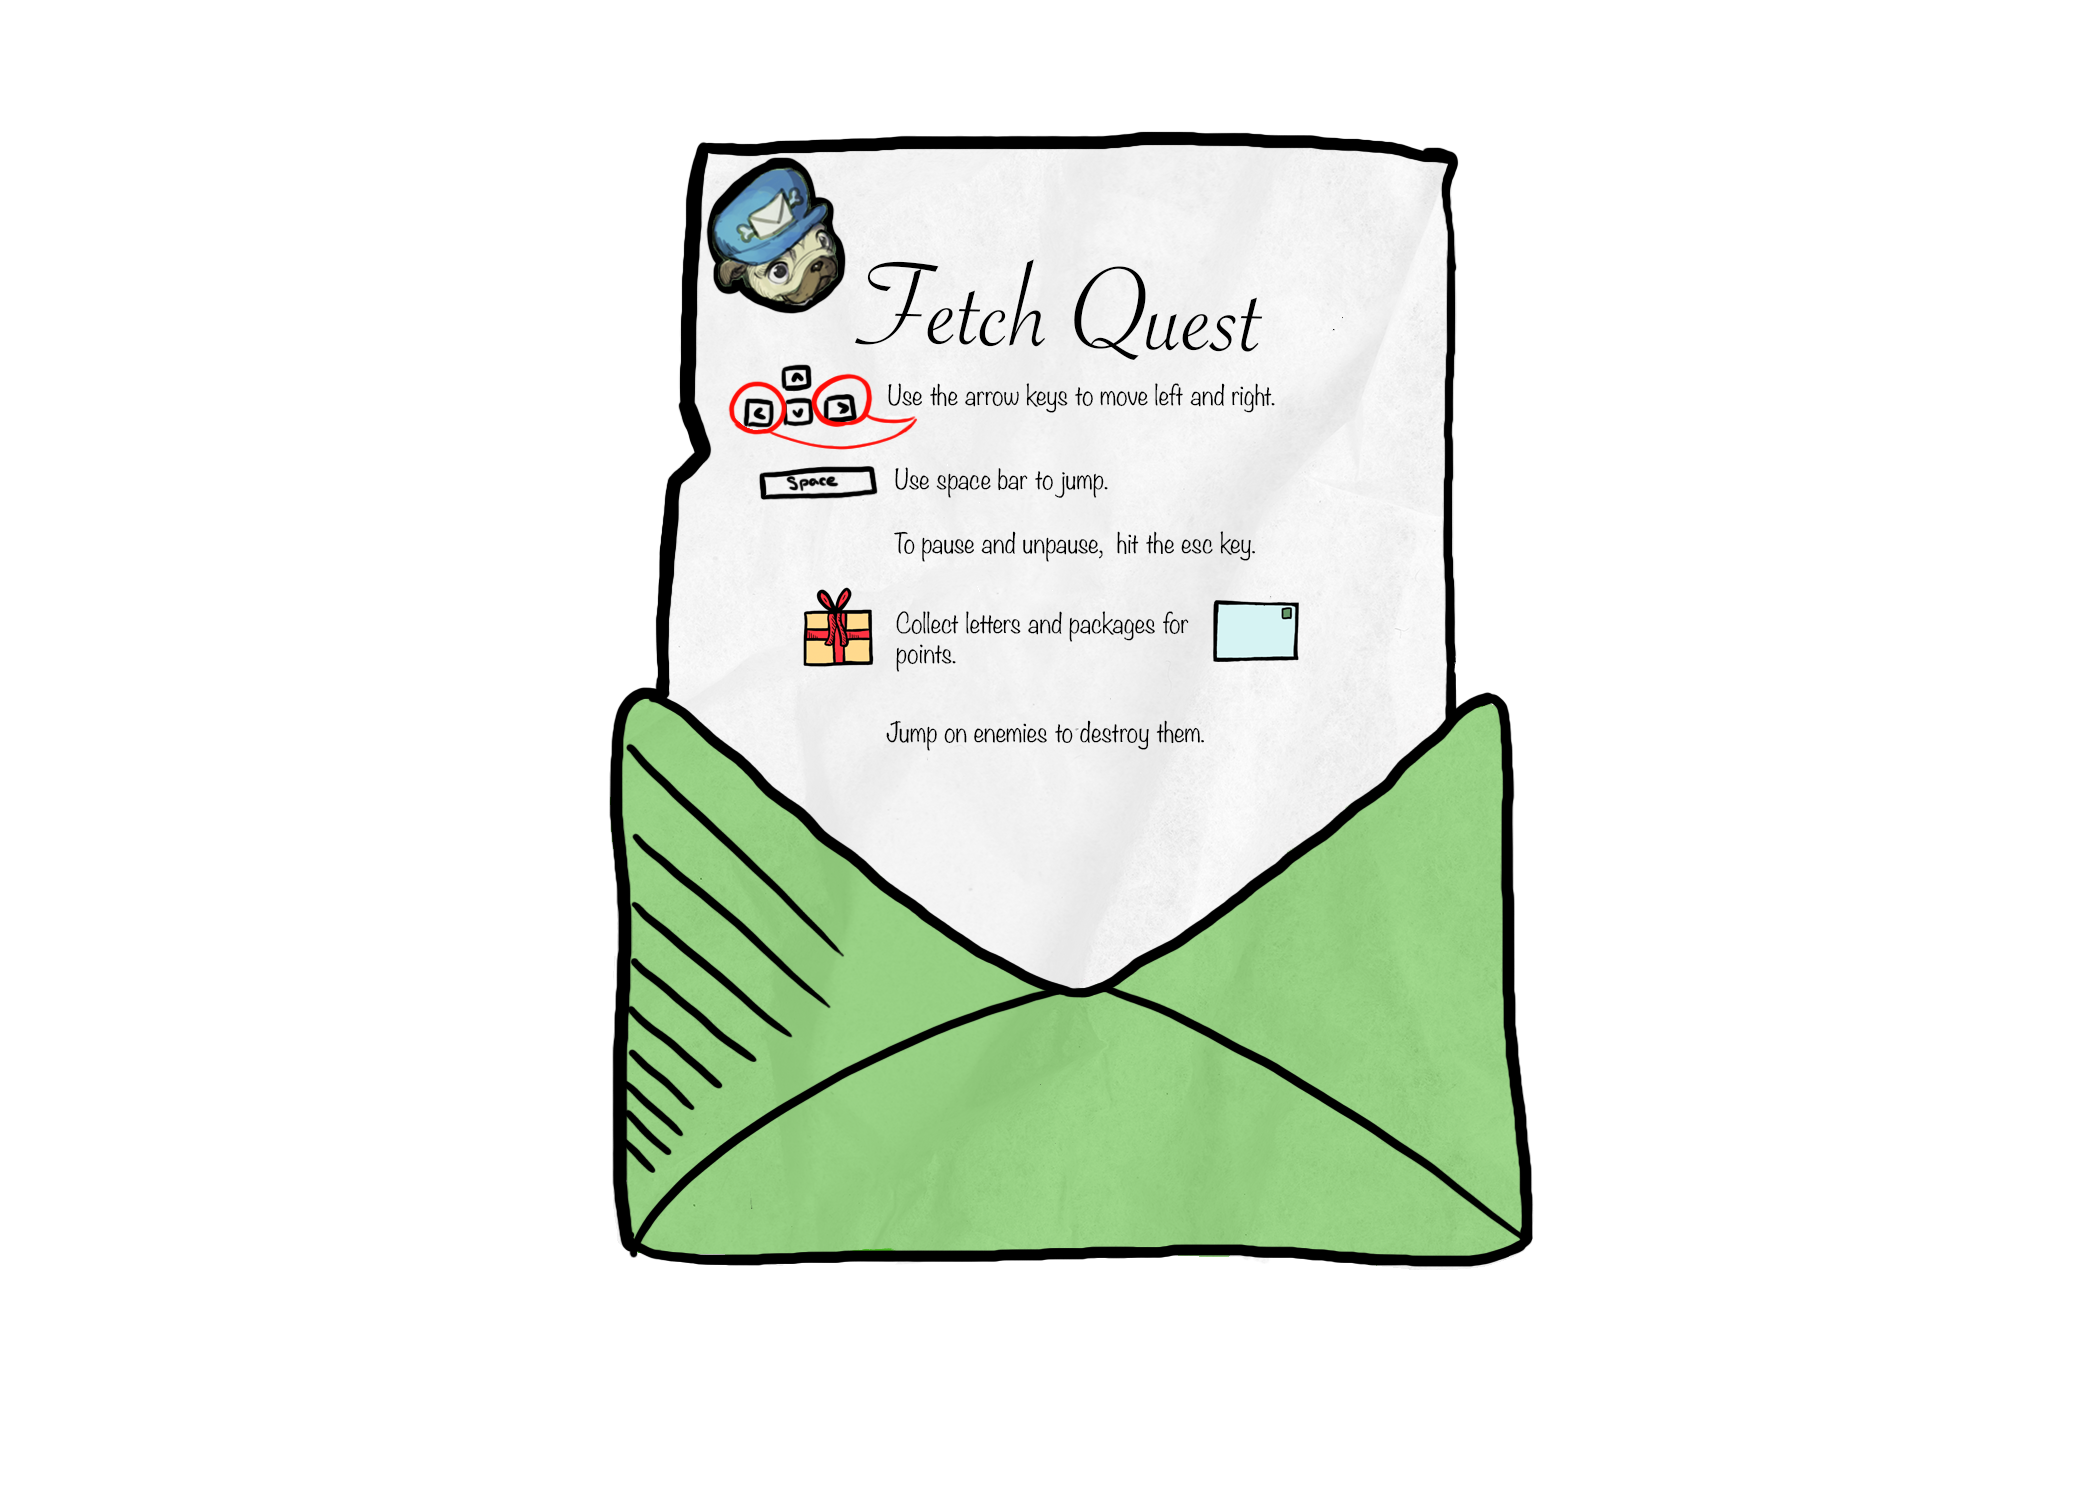 Fetch Quest
Use the arrow keys to move left and right.
Space
Use space bar to jump.
To pause and unpause, hit the esc key.
Collect letters and packages for
points.
Jump on enemies to destroy them.